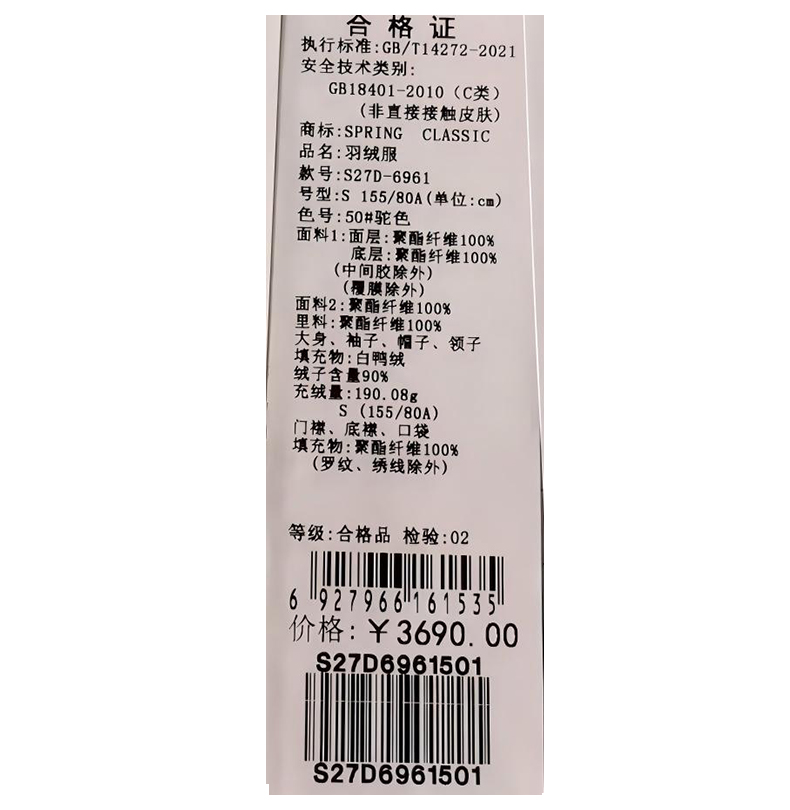 合格证
执行标准:GB/T14272-2021
安全技术类别:
GB18401-2010（C类）
(非直接接触皮肤)
商标:SPRING CLASSIC
品名:羽绒服
款号:S27D-6961
号型:S 155/80A(单位:cm)
色号:50#驼色
面料1:面层:聚酯纤维100%
底层:聚酯纤维100%
(中间胶除外)
(覆膜除外)
面料2:聚酯纤维100%
里料:聚酯纤维100%
大身、袖子、帽子、领子
填充物:白鸭绒
绒子含量90%
充绒量:190.08g
S (155/80A)
门襟、底襟、口袋
填充物:聚酯纤维100%
(罗纹、绣线除外)
等级:合格品 检验:02
6 927966 161535
价格:￥3690.00
S27D6961501
S27D6961501